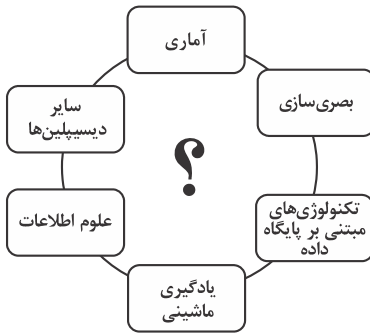 آماری
بصری‌سازی
سایر
دیسیپلین‌ها
؟
تکنولوژی‌های
مبتنی بر پایگاه
داده
علوم اطلاعات
یادگیری
ماشینی